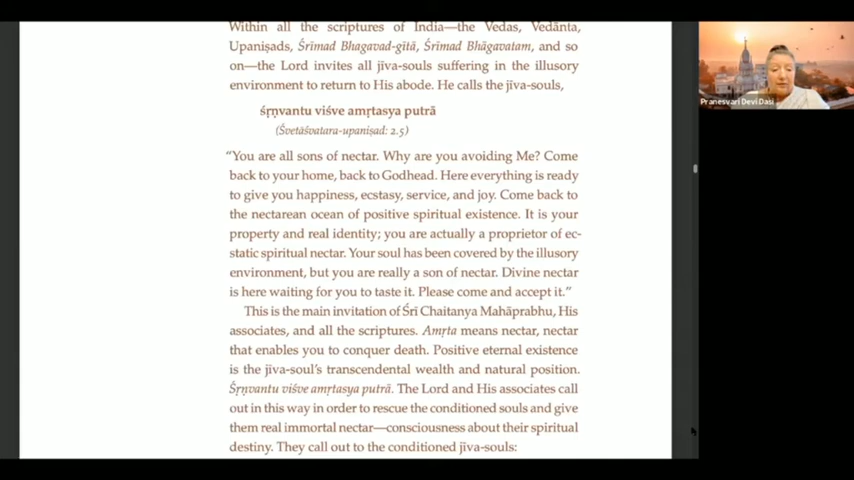 Within all the scriptures of India—the Vedas, Vedānta,
Upaniṣads, Śrīmad Bhagavad-gītā, Śrīmad Bhāgavatam, and so
on—the Lord invites all jīva-souls suffering in the illusory
environment to return to His abode. He calls the jīva-souls,
śṛṇvantu viśve amṛtasya putrā
(Śvetāśvatara-upaniṣad: 2.5)
“You are all sons of nectar. Why are you avoiding Me? Come
back to your home, back to Godhead. Here everything is ready
to give you happiness, ecstasy, service, and joy. Come back to
the nectarean ocean of positive spiritual existence. It is your
property and real identity; you are actually a proprietor of ec-
static spiritual nectar. Your soul has been covered by the illusory
environment, but you are really a son of nectar. Divine nectar
is here waiting for you to taste it. Please come and accept it.”
This is the main invitation of Śrī Chaitanya Mahāprabhu, His
associates, and all the scriptures. Amṛta means nectar, nectar
that enables you to conquer death. Positive eternal existence
is the jīva-soul’s transcendental wealth and natural position.
Śṛṇvantu viśve amṛtasya putrā. The Lord and His associates call
out in this way in order to rescue the conditioned souls and give
them real immortal nectar—consciousness about their spiritual
destiny. They call out to the conditioned jīva-souls:
Pranesvari Devi Dasi